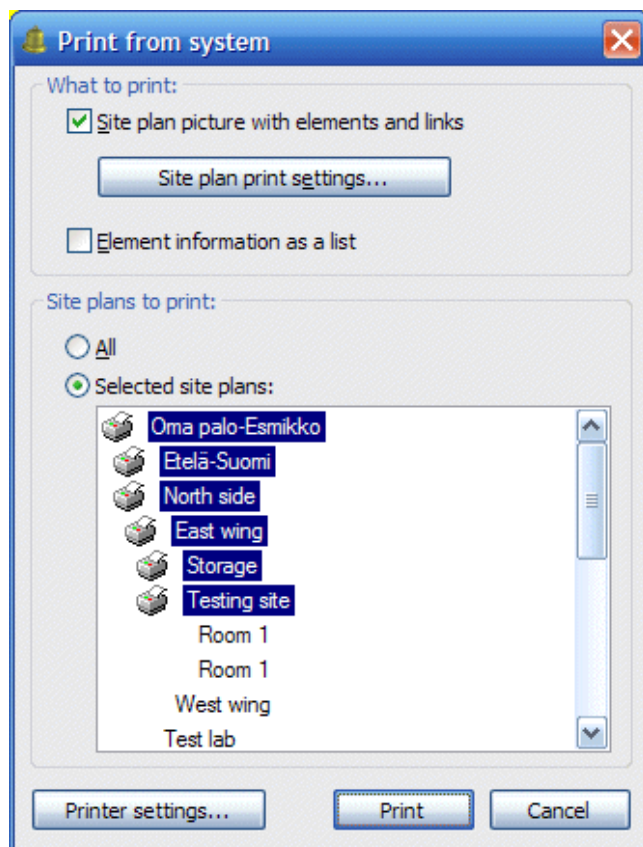 Print from system
What to print:
Site plan picture with elements and links
Site plan print settings...
Element information as a list
Site plans to print:
All
Selected site plans:
Oma palo-Esmikko
Etelä-Suomi
North side
East wing
Storage
Testing site
Room 1
Room 1
West wing
Test lab
Printer settings... Print Cancel